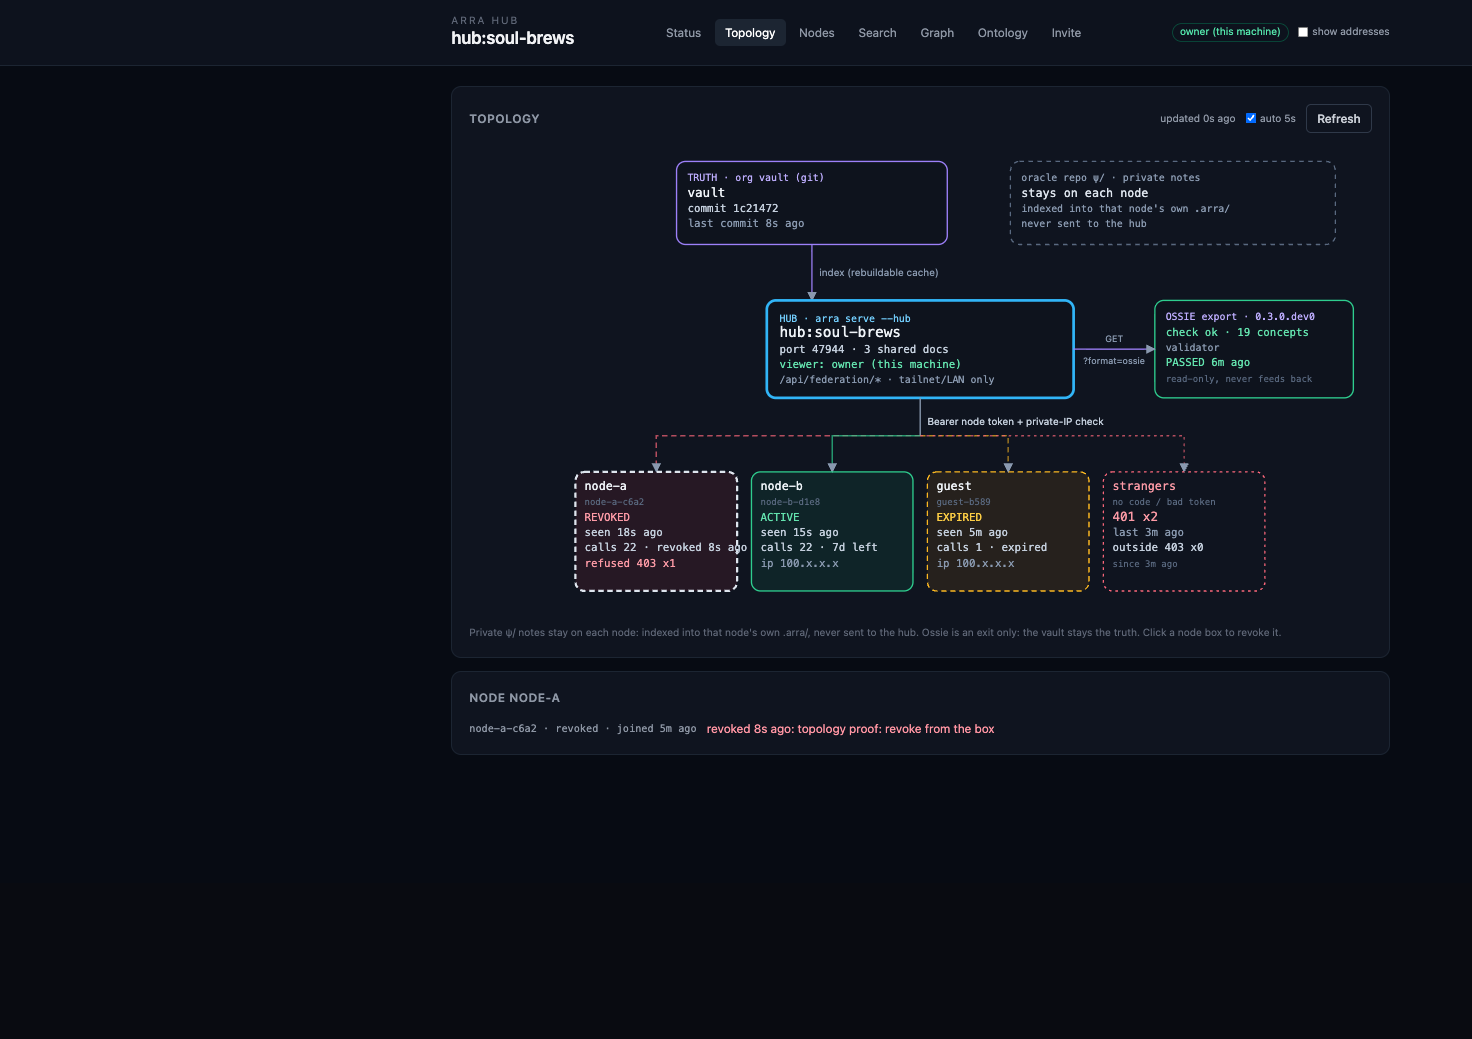 ARRA HUB
hub:soul-brews
Status
Topology
Nodes
Search
Graph
Ontology
Invite
owner (this machine)
show addresses
TOPOLOGY
updated 0s ago
auto 5s
Refresh
TRUTH · org vault (git)
vault
commit 1c21472
last commit 8s ago
oracle repo ψ/ · private notes
stays on each node
indexed into that node's own .arra/
never sent to the hub
index (rebuildable cache)
HUB · arra serve --hub
hub:soul-brews
port 47944 · 3 shared docs
viewer: owner (this machine)
/api/federation/* · tailnet/LAN only
GET
?format=ossie
OSSIE export · 0.3.0.dev0
check ok · 19 concepts
validator
PASSED 6m ago
read-only, never feeds back
Bearer node token + private-IP check
node-a
node-a-c6a2
REVOKED
seen 18s ago
calls 22 · revoked 8s ago
refused 403 x1
node-b
node-b-d1e8
ACTIVE
seen 15s ago
calls 22 · 7d left
ip 100.x.x.x
guest
guest-b589
EXPIRED
seen 5m ago
calls 1 · expired
ip 100.x.x.x
strangers
no code / bad token
401 x2
last 3m ago
outside 403 x0
since 3m ago
Private ψ/ notes stay on each node: indexed into that node's own .arra/, never sent to the hub. Ossie is an exit only: the vault stays the truth. Click a node box to revoke it.
NODE NODE-A
node-a-c6a2 · revoked · joined 5m ago revoked 8s ago: topology proof: revoke from the box